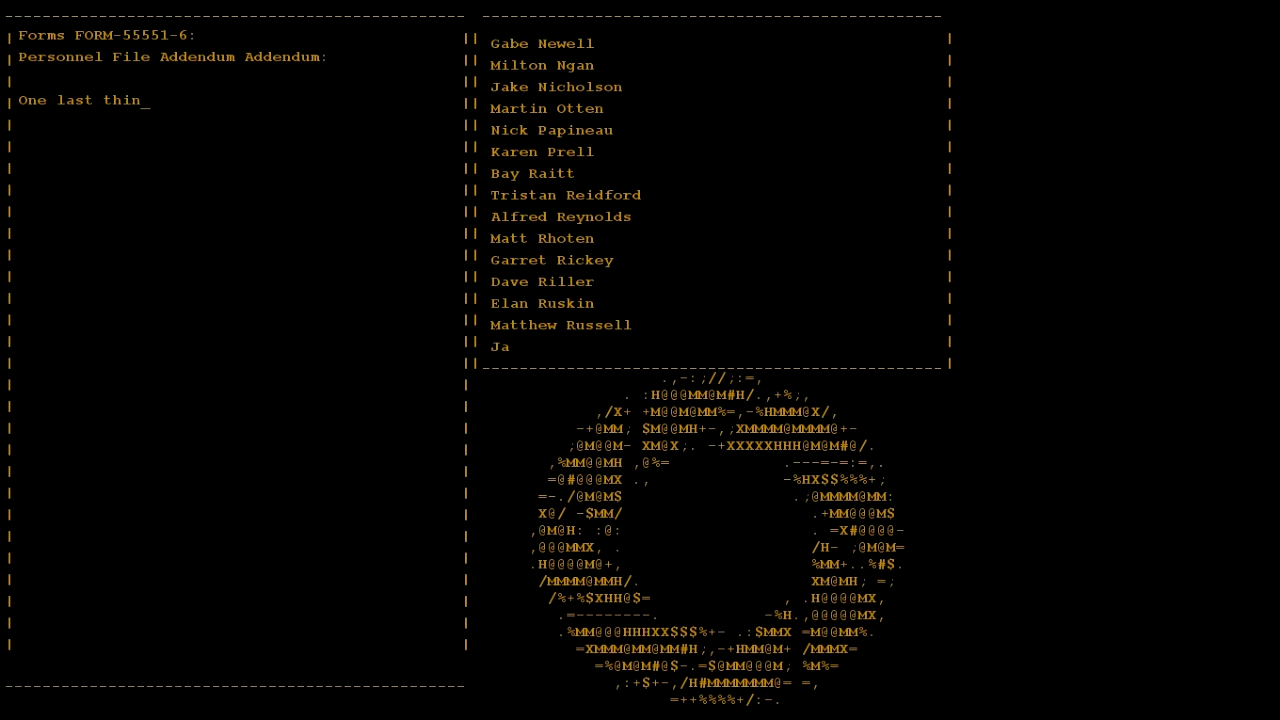 Forms FORM-55551-6:
Personnel File Addendum Addendum:
One last thin_
Gabe Newell
Milton Ngan
Jake Nicholson
Martin Otten
Nick Papineau
Karen Prell
Bay Raitt
Tristan Reidford
Alfred Reynolds
Matt Rhoten
Garret Rickey
Dave Riller
Elan Ruskin
Matthew Russell
Ja